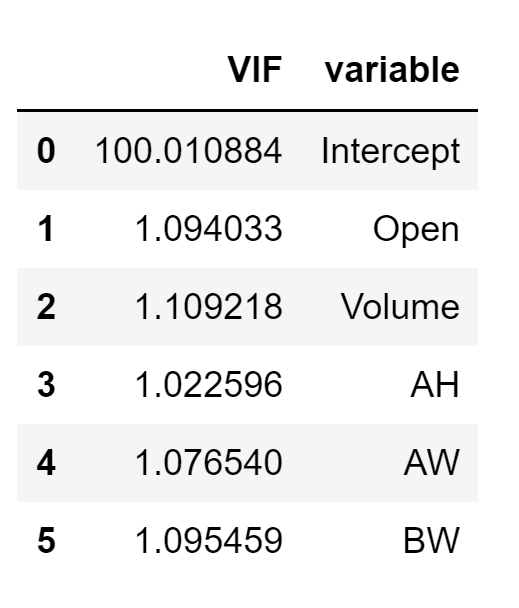 VIF variable
0 100.010884 Intercept
1 1.094033 Open
2 1.109218 Volume
3 1.022596 AH
4 1.076540 AW
5 1.095459 BW